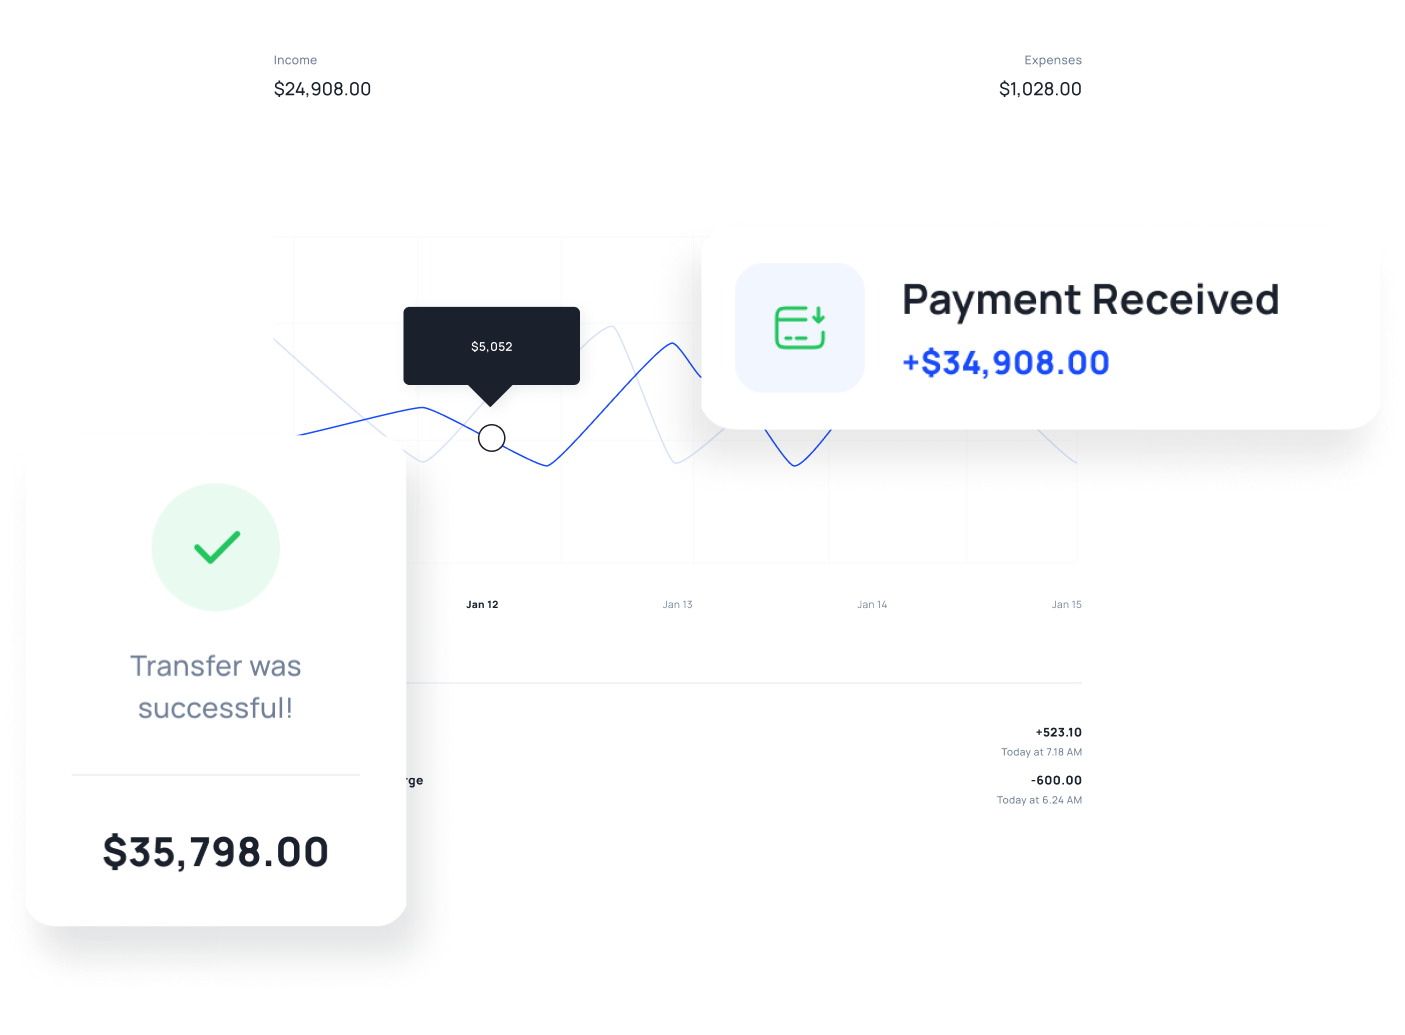 Income
Expenses
$24,908.00
$1,028.00
Payment Received
+$34,908.00
$5,052
Jan 12
Jan 13
Jan 14
Jan 15
Transfer was
successful!
$35,798.00
+523.10
Today at 7.18 AM
-600.00
Today at 6.24 AM